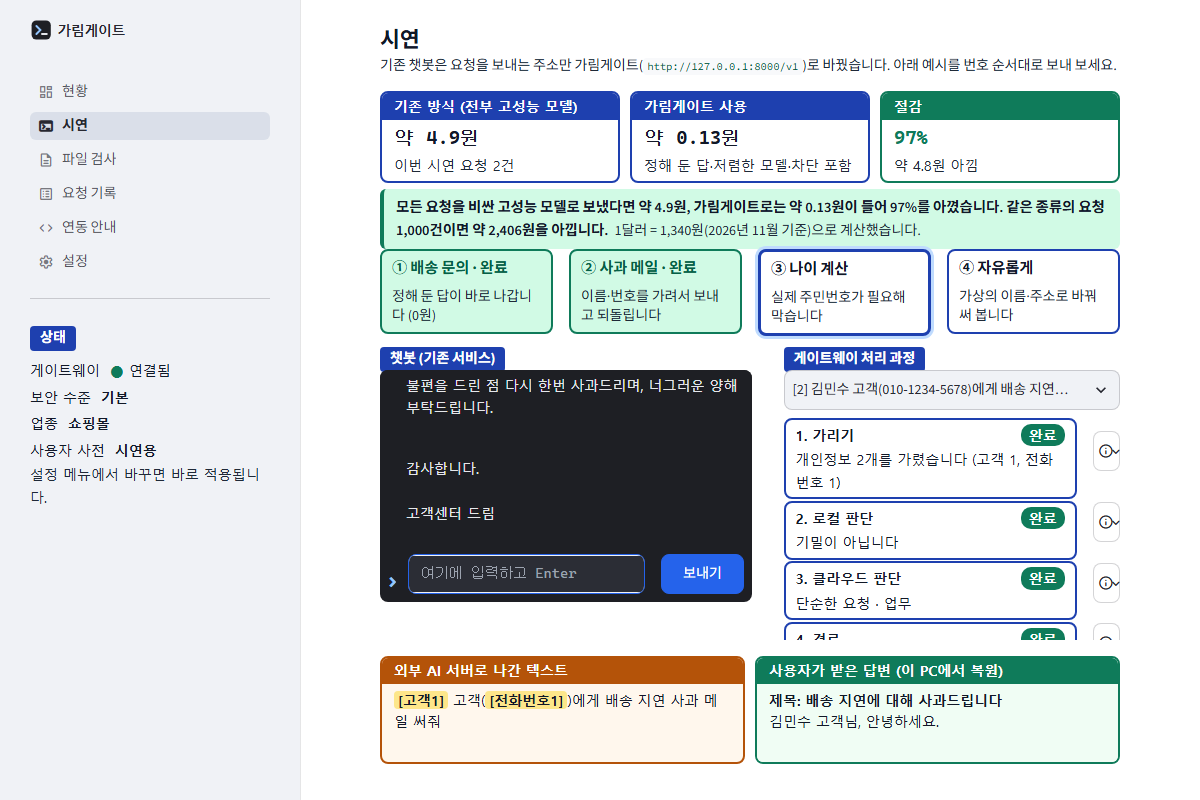 가림게이트
현황
시연
파일 검사
요청 기록
연동 안내
설정
상태
게이트웨이 연결됨
보안 수준 기본
업종 쇼핑몰
사용자 사전 시연용
설정 메뉴에서 바꾸면 바로 적용됩니
다.
시연
기존 챗봇은 요청을 보내는 주소만 가림게이트( http://127.0.0.1:8000/v1 )로 바꿨습니다. 아래 예시를 번호 순서대로 보내 보세요.
기존 방식 (전부 고성능 모델)
약 4.9원
이번 시연 요청 2건
가림게이트 사용
약 0.13원
정해 둔 답·저렴한 모델·차단 포함
절감
97%
약 4.8원 아낌
모든 요청을 비싼 고성능 모델로 보냈다면 약 4.9원, 가림게이트로는 약 0.13원이 들어 97%를 아꼈습니다. 같은 종류의 요청
1,000건이면 약 2,406원을 아낍니다. 1달러 = 1,340원(2026년 11월 기준)으로 계산했습니다.
① 배송 문의 · 완료
정해 둔 답이 바로 나갑니
다 (0원)
② 사과 메일 · 완료
이름·번호를 가려서 보내
고 되돌립니다
③ 나이 계산
실제 주민번호가 필요해
막습니다
④ 자유롭게
가상의 이름·주소로 바꿔
써 봅니다
챗봇 (기존 서비스)
불편을 드린 점 다시 한번 사과드리며, 너그러운 양해
부탁드립니다.
감사합니다.
고객센터 드림
여기에 입력하고 Enter
보내기
게이트웨이 처리 과정
[2] 김민수 고객(010-1234-5678)에게 배송 지연…
1. 가리기 완료
개인정보 2개를 가렸습니다 (고객 1, 전화
번호 1)
2. 로컬 판단 완료
기밀이 아닙니다
3. 클라우드 판단 완료
단순한 요청 · 업무
4. 경로 완료
외부 AI 서버로 나간 텍스트
[고객1] 고객([전화번호1])에게 배송 지연 사과 메
일 써줘
사용자가 받은 답변 (이 PC에서 복원)
제목: 배송 지연에 대해 사과드립니다
김민수 고객님, 안녕하세요.